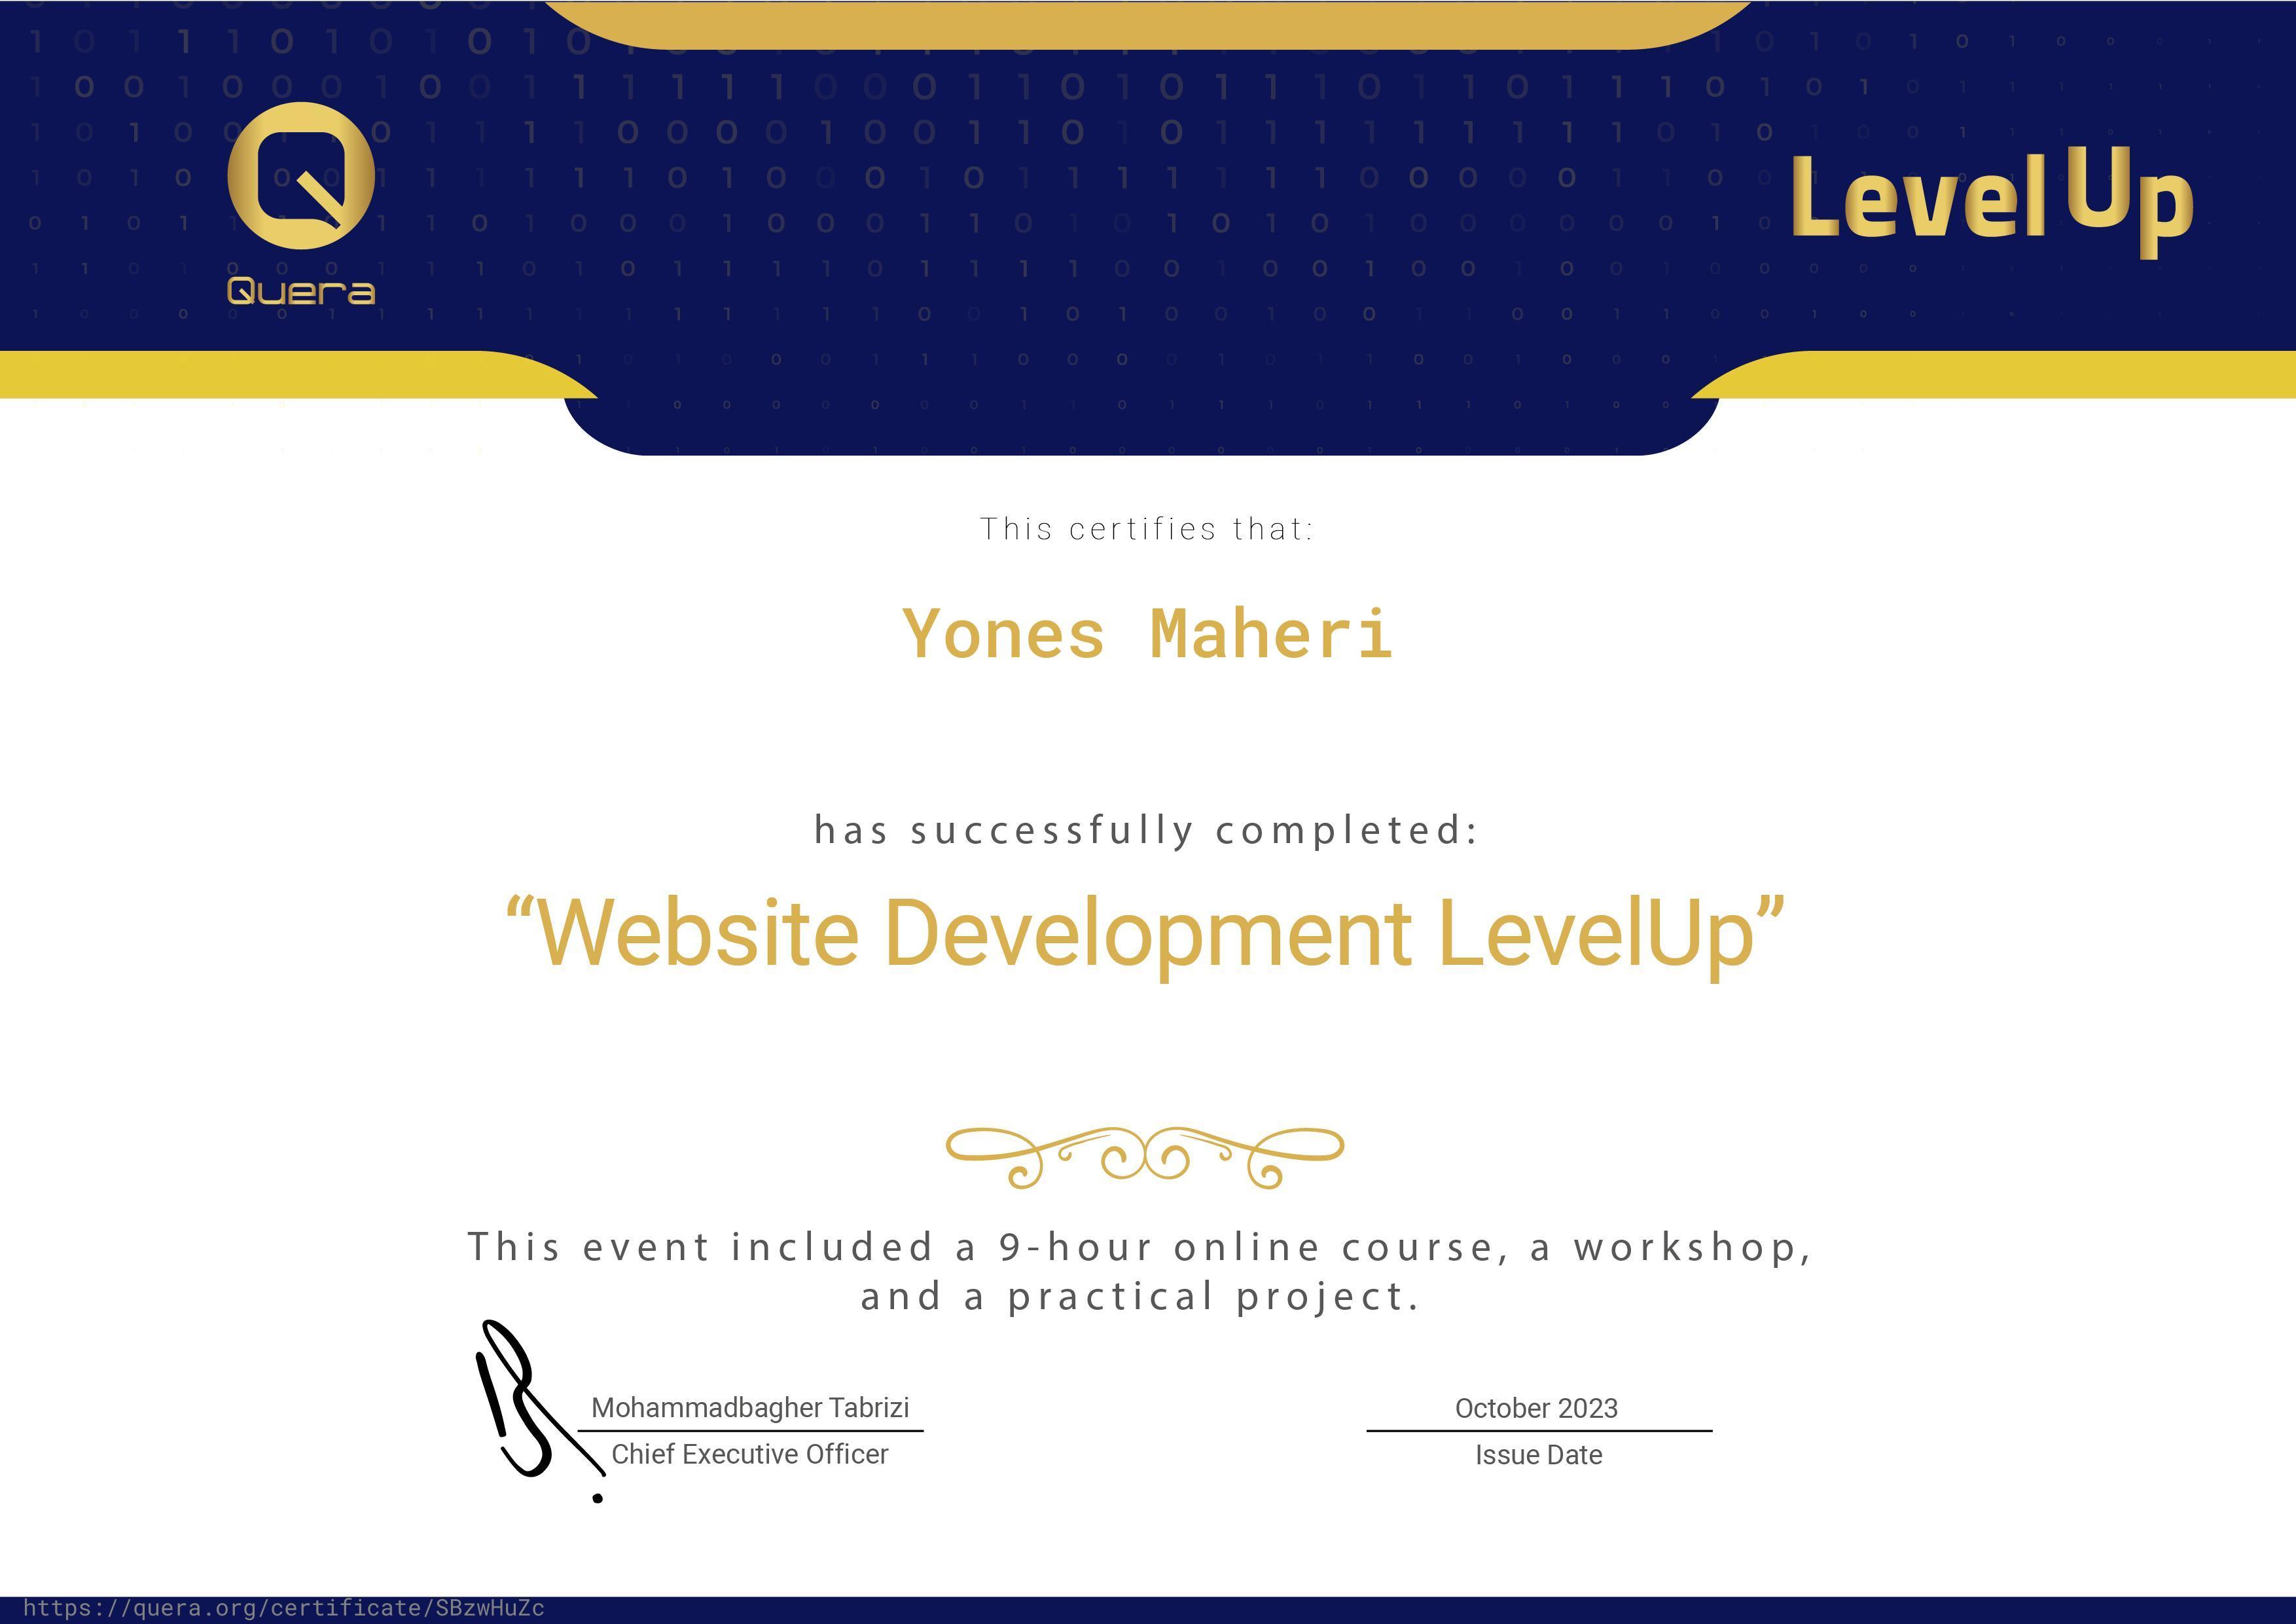 Quera
Level Up
This certifies that:
Yones Maheri
has successfully completed:
“Website Development LevelUp”
This event included a 9-hour online course, a workshop,
and a practical project.
Mohammadbagher Tabrizi
Chief Executive Officer
October 2023
Issue Date
https://quera.org/certificate/SBzwHuZc